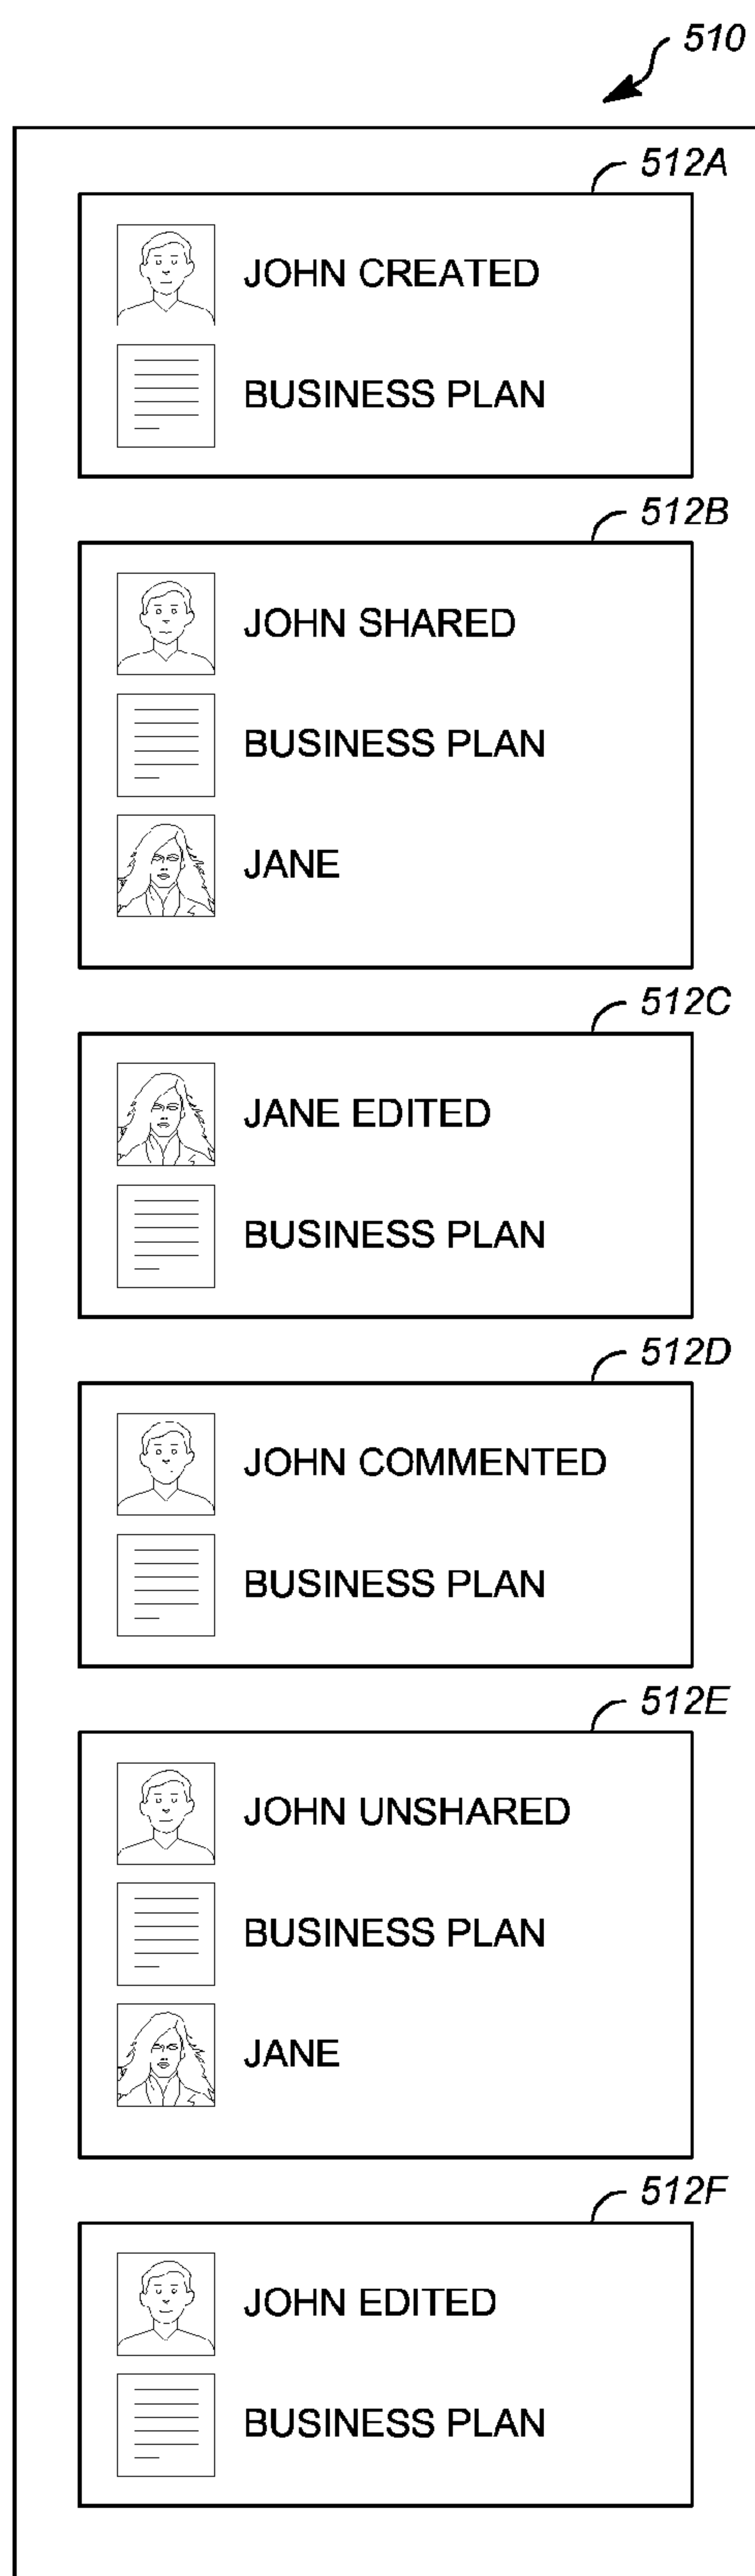 510
512A
JOHN CREATED
BUSINESS PLAN
512B
JOHN SHARED
BUSINESS PLAN
JANE
512C
JANE EDITED
BUSINESS PLAN
512D
JOHN COMMENTED
BUSINESS PLAN
512E
JOHN UNSHARED
BUSINESS PLAN
JANE
512F
JOHN EDITED
BUSINESS PLAN